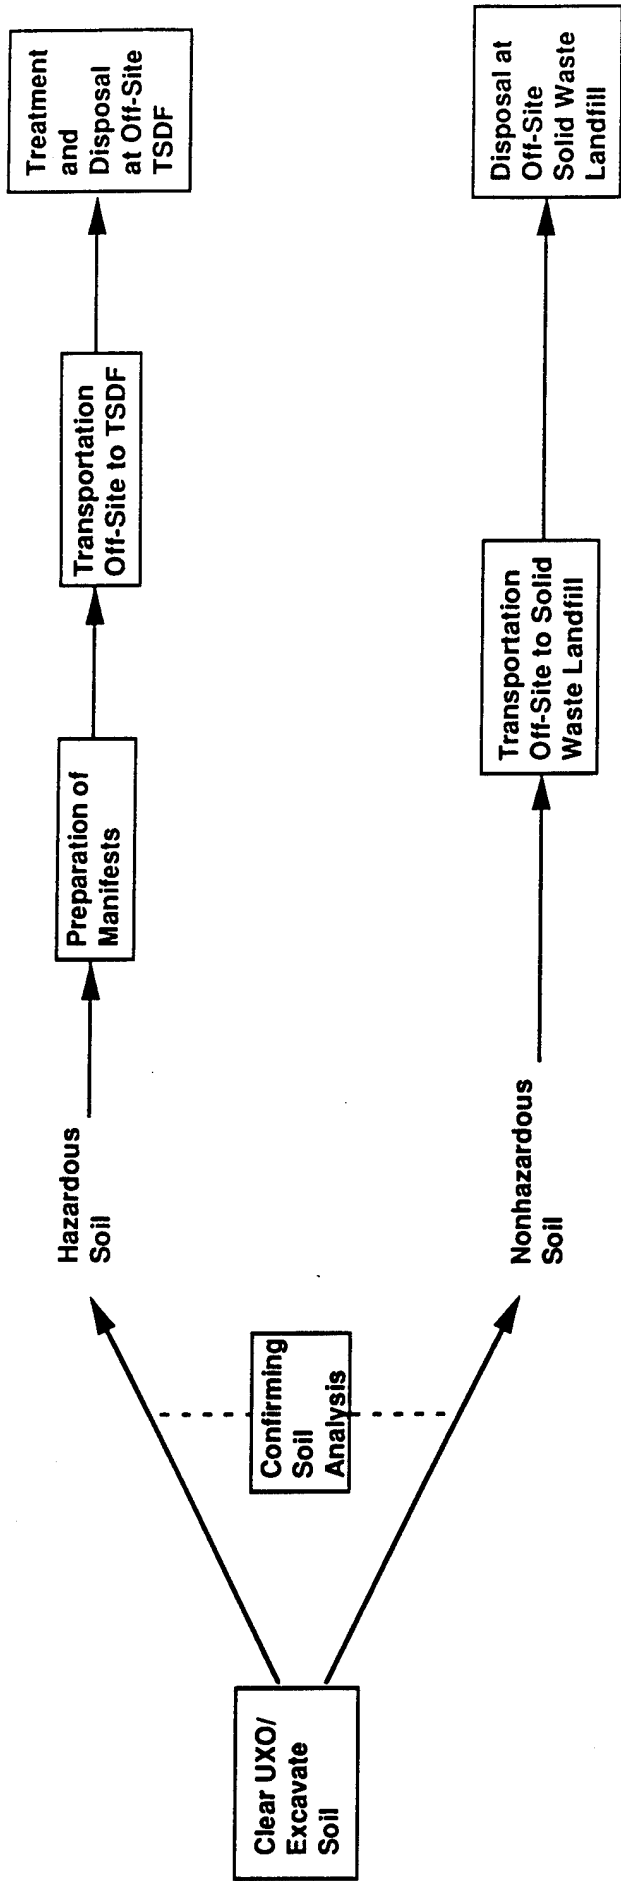 Clear UXO/
Excavate
Soil
Confirming
Soil
Analysis
Hazardous
Soil
Preparation of
Manifests
Transportation
Off-Site to TSDF
Treatment
and
Disposal
at Off-Site
TSDF
Nonhazardous
Soil
Transportation
Off-Site to Solid
Waste Landfill
Disposal at
Off-Site
Solid Waste
Landfill